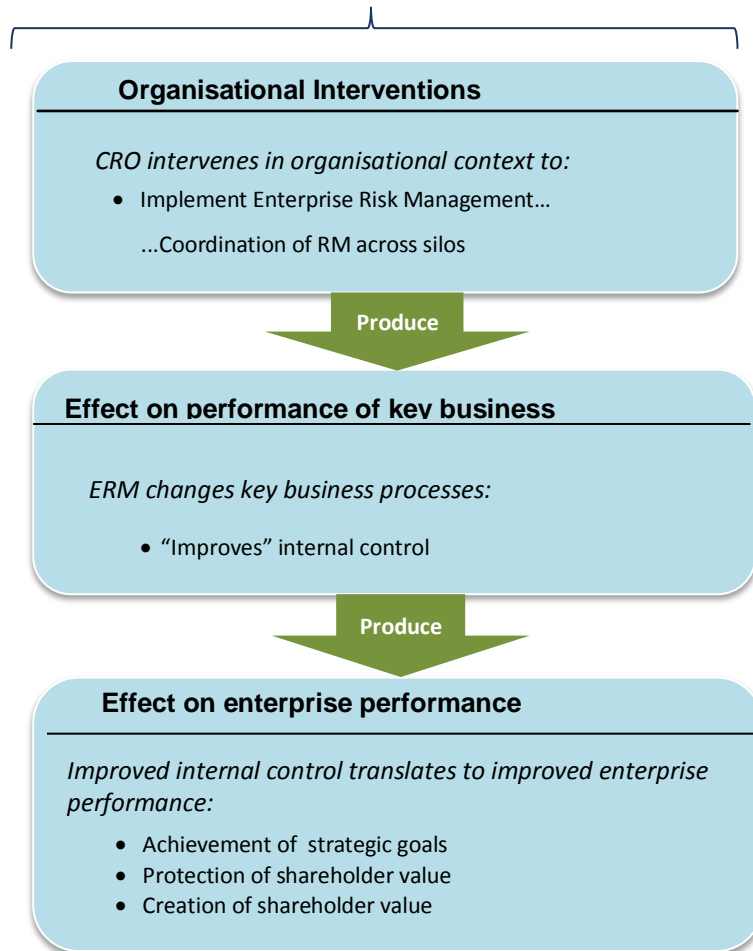 Organisational Interventions
CRO intervenes in organisational context to:
• Implement Enterprise Risk Management…
...Coordination of RM across silos
Produce
Effect on performance of key business
ERM changes key business processes:
• “Improves” internal control
Produce
Effect on enterprise performance
Improved internal control translates to improved enterprise
performance:
• Achievement of strategic goals
• Protection of shareholder value
• Creation of shareholder value